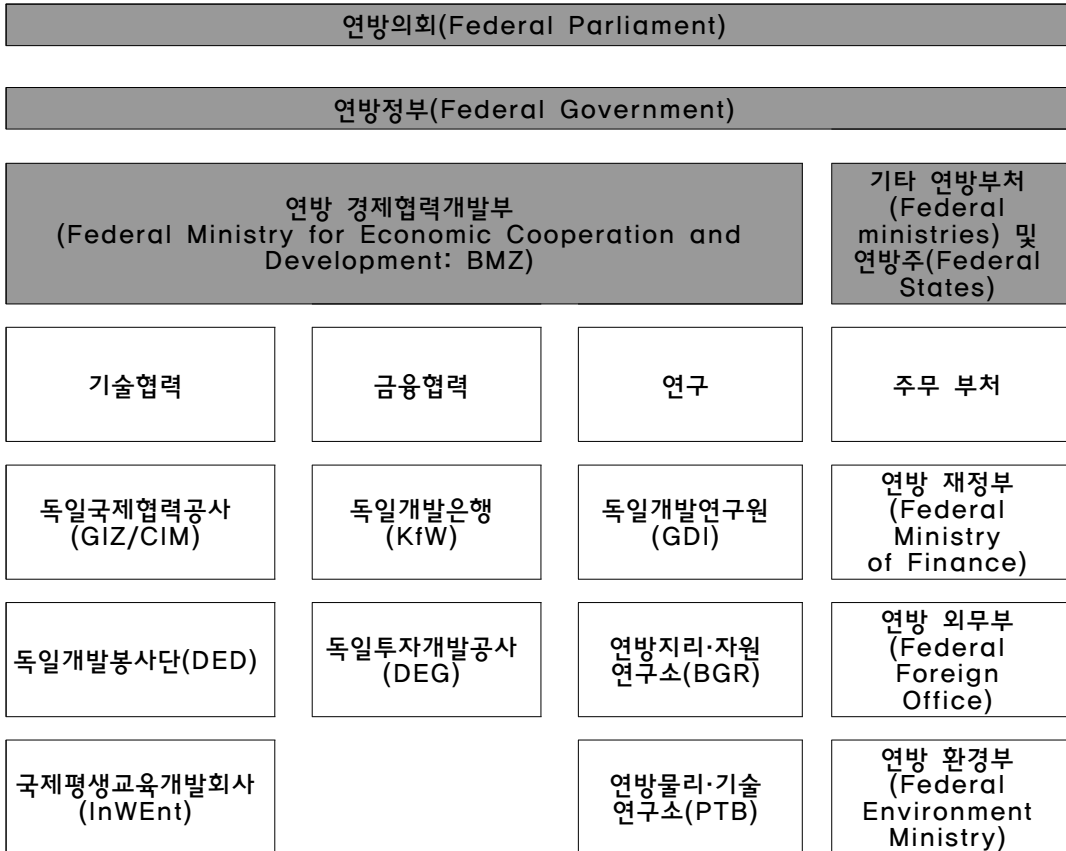 연방의회(Federal Parliament)
연방정부(Federal Government)
연방 경제협력개발부
(Federal Ministry for Economic Cooperation and
Development: BMZ)
기타 연방부처
(Federal
ministries) 및
연방주(Federal
States)
기술협력
금융협력
연구
주무 부처
독일국제협력공사
(GIZ/CIM)
독일개발은행
(KfW)
독일개발연구원
(GDI)
연방 재정부
(Federal
Ministry
of Finance)
독일개발봉사단(DED)
독일투자개발공사
(DEG)
연방지리·자원
연구소(BGR)
연방 외무부
(Federal
Foreign
Office)
국제평생교육개발회사
(InWEnt)
연방물리·기술
연구소(PTB)
연방 환경부
(Federal
Environment
Ministry)